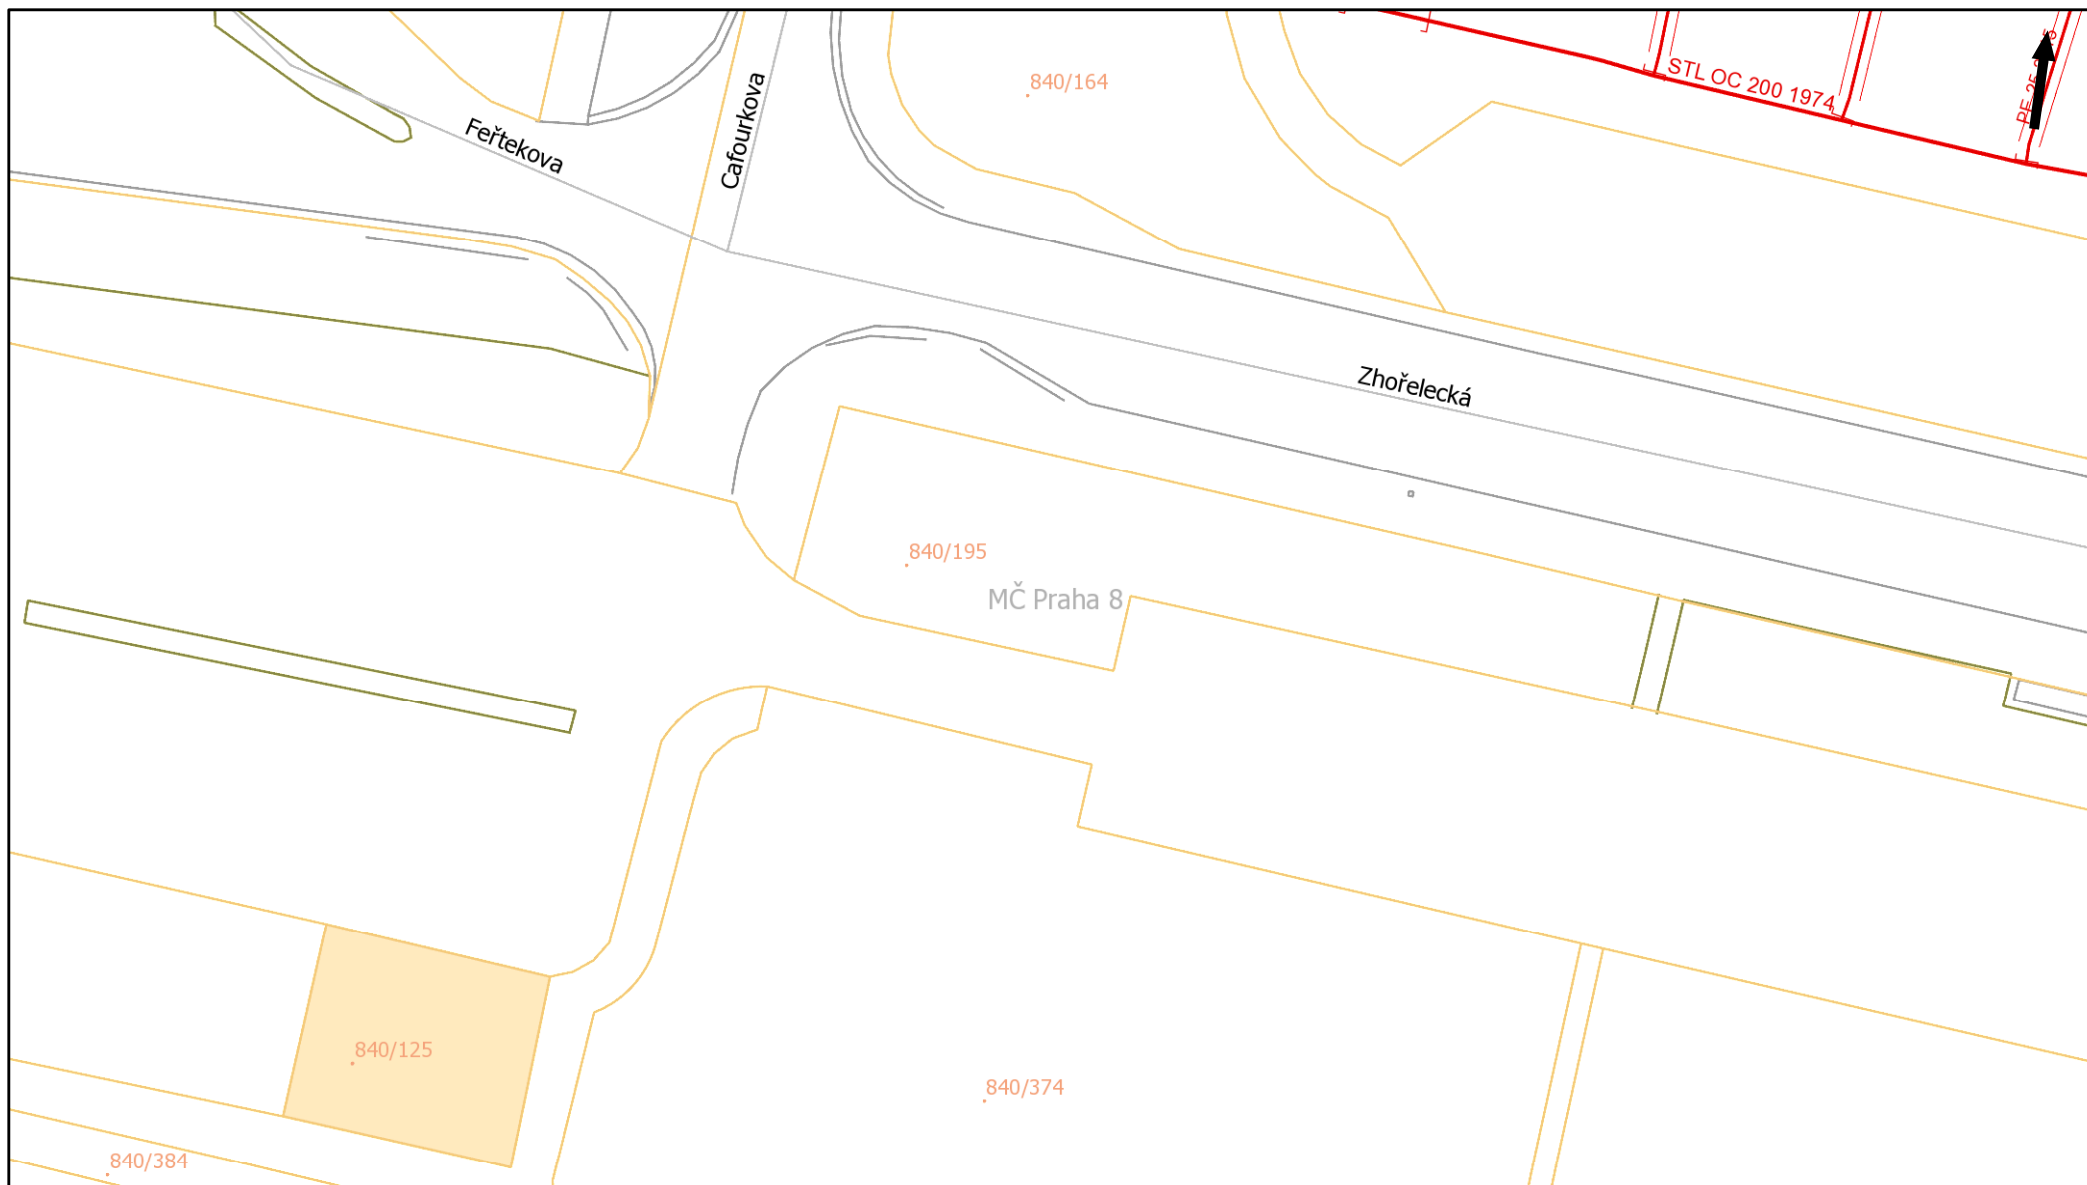 840/164
STL OC 200 1974
Feřtekova
Cafourkova
Zhořelecká
840/195
MČ Praha 8
840/125
840/374
840/384